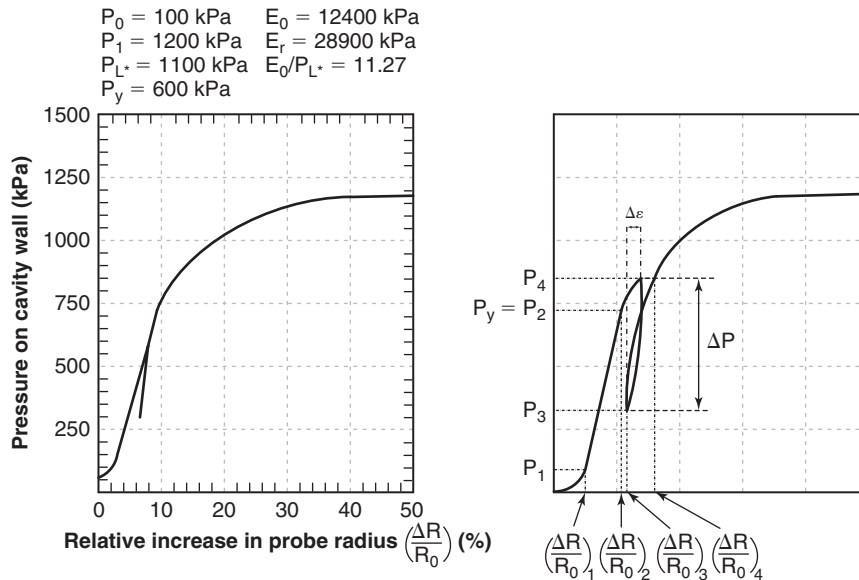 P₀ = 100 kPa E₀ = 12400 kPa
P₁ = 1200 kPa Eᵣ = 28900 kPa
P_L* = 1100 kPa E₀/P_L* = 11.27
P_y = 600 kPa
1500
1250
1000
750
500
250
Pressure on cavity wall (kPa)
0 10 20 30 40 50
Relative increase in probe radius (ΔR/R₀) (%)
Δε
P₄
P_y = P₂
ΔP
P₃
P₁
(ΔR/R₀)₁ (ΔR/R₀)₂ (ΔR/R₀)₃ (ΔR/R₀)₄